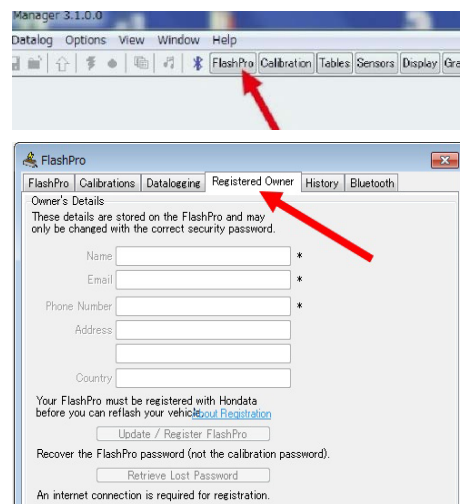 Manager 3.1.0.0
Datalog Options View Window Help
FlashPro Calibration Tables Sensors Display Gra
FlashPro
FlashPro Calibrations Datalogging Registered Owner History Bluetooth
Owner's Details
These details are stored on the FlashPro and may
only be changed with the correct security password.
Name *
Email *
Phone Number *
Address
Country
Your FlashPro must be registered with Hondata
before you can reflash your vehicle. About Registration
Update / Register FlashPro
Recover the FlashPro password (not the calibration password).
Retrieve Lost Password
An internet connection is required for registration.